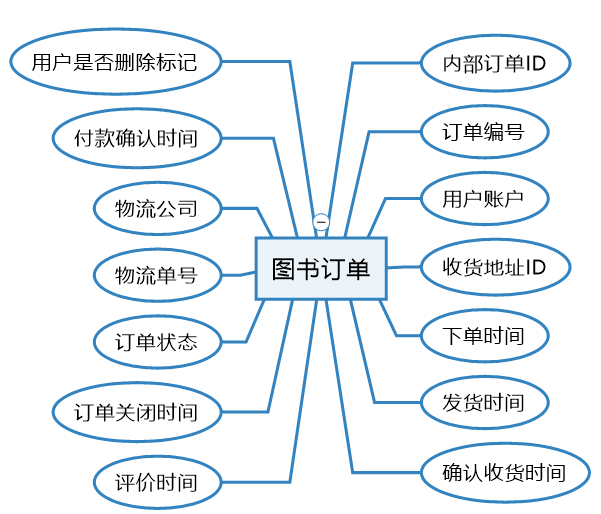 用户是否删除标记
内部订单ID
付款确认时间
订单编号
物流公司
用户账户
图书订单
物流单号
收货地址ID
订单状态
下单时间
订单关闭时间
发货时间
评价时间
确认收货时间